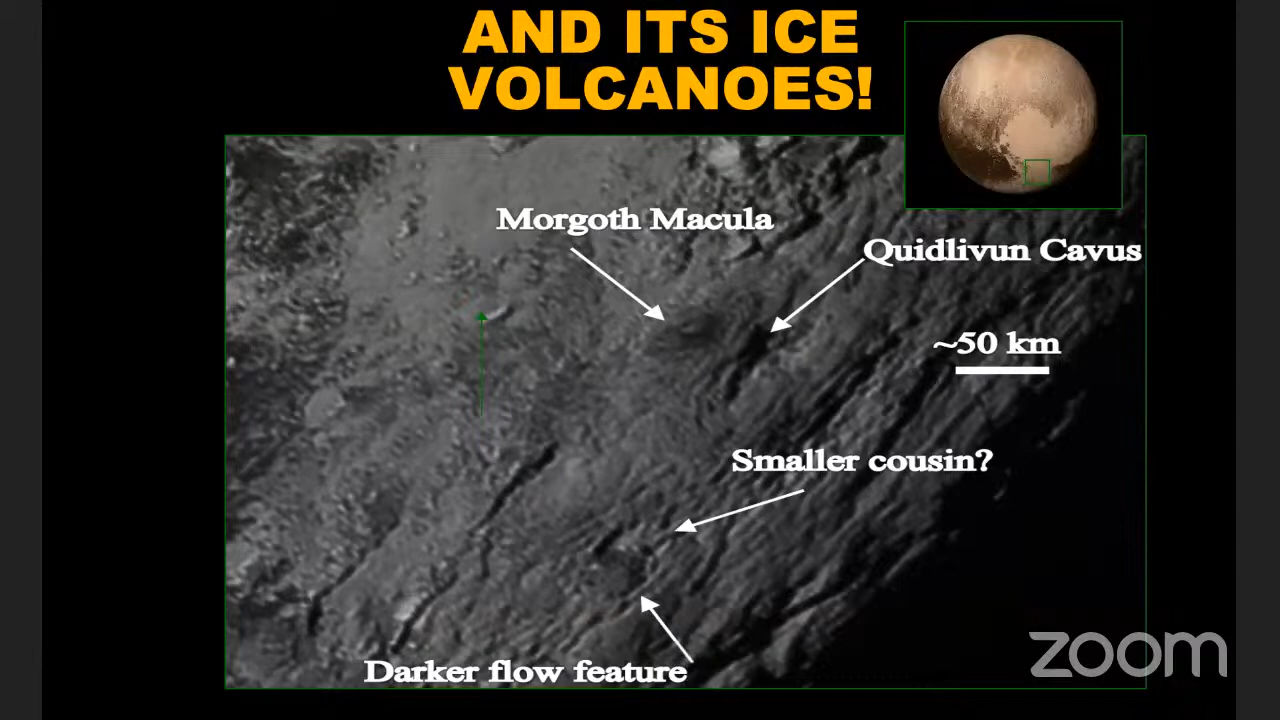 AND ITS ICE
VOLCANOES!
Morgoth Macula
Quidlivun Cavus
~50 km
Smaller cousin?
Darker flow feature
zoom